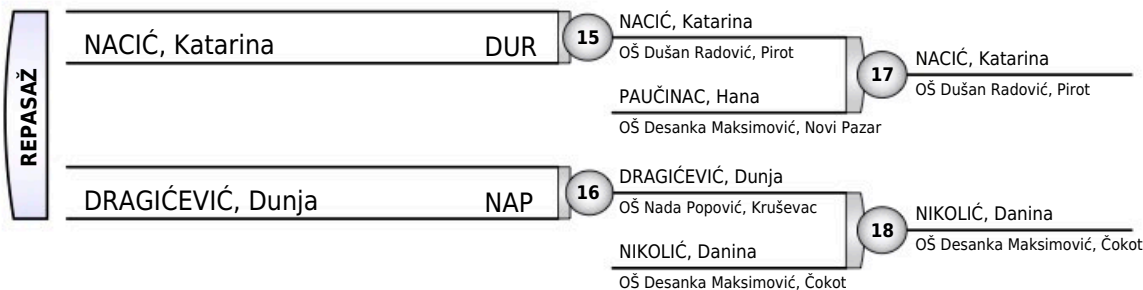 REPASAŽ
NACIĆ, Katarina DUR
15
NACIĆ, Katarina
OŠ Dušan Radović, Pirot
PAUČINAC, Hana
OŠ Desanka Maksimović, Novi Pazar
17
NACIĆ, Katarina
OŠ Dušan Radović, Pirot
DRAGIĆEVIĆ, Dunja NAP
16
DRAGIĆEVIĆ, Dunja
OŠ Nada Popović, Kruševac
NIKOLIĆ, Danina
OŠ Desanka Maksimović, Čokot
18
NIKOLIĆ, Danina
OŠ Desanka Maksimović, Čokot